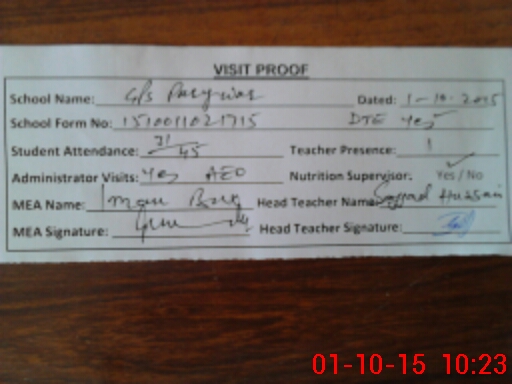 VISIT PROOF
School Name: G/S Dated: 1-10-2015
School Form No: DTE Yes
Student Attendance: 31/45 Teacher Presence: 1
Administrator Visits: Yes AEO Nutrition Supervisor: Yes/No
MEA Name: Head Teacher Name: Sajjad Hussain
MEA Signature: Head Teacher Signature:
01-10-15 10:23